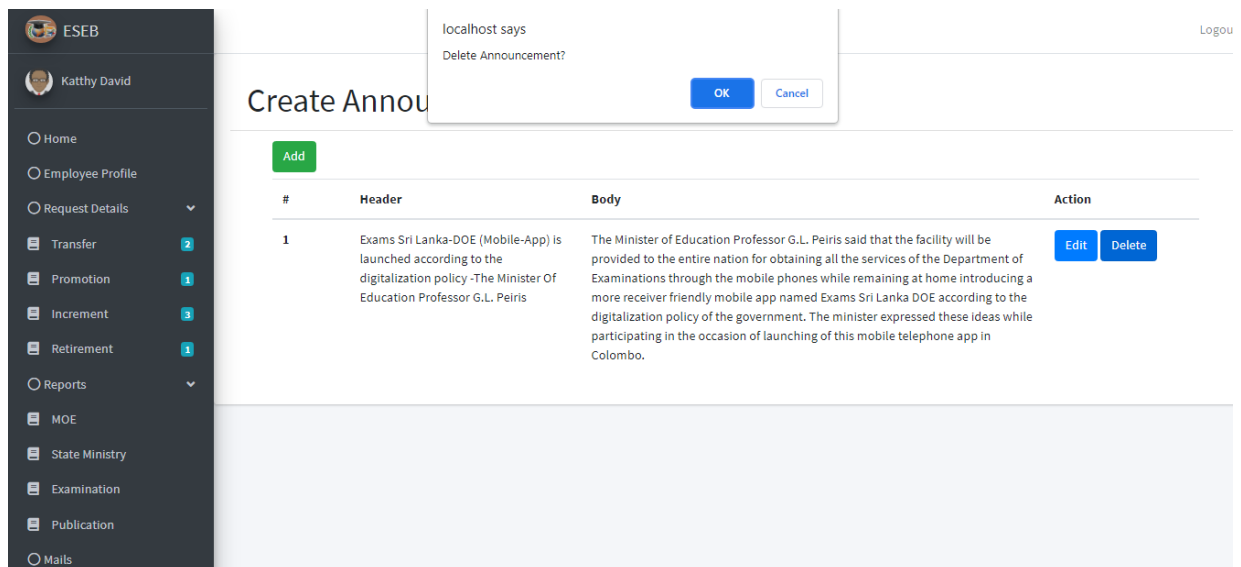 ESEB
Katthy David
Home
Employee Profile
Request Details
Transfer 2
Promotion 1
Increment 3
Retirement 1
Reports
MOE
State Ministry
Examination
Publication
Mails
localhost says
Delete Announcement?
OK Cancel
Logou
Create Annou
Add
# Header Body Action
1
Exams Sri Lanka-DOE (Mobile-App) is
launched according to the
digitalization policy -The Minister Of
Education Professor G.L. Peiris
The Minister of Education Professor G.L. Peiris said that the facility will be
provided to the entire nation for obtaining all the services of the Department of
Examinations through the mobile phones while remaining at home introducing a
more receiver friendly mobile app named Exams Sri Lanka DOE according to the
digitalization policy of the government. The minister expressed these ideas while
participating in the occasion of launching of this mobile telephone app in
Colombo.
Edit Delete